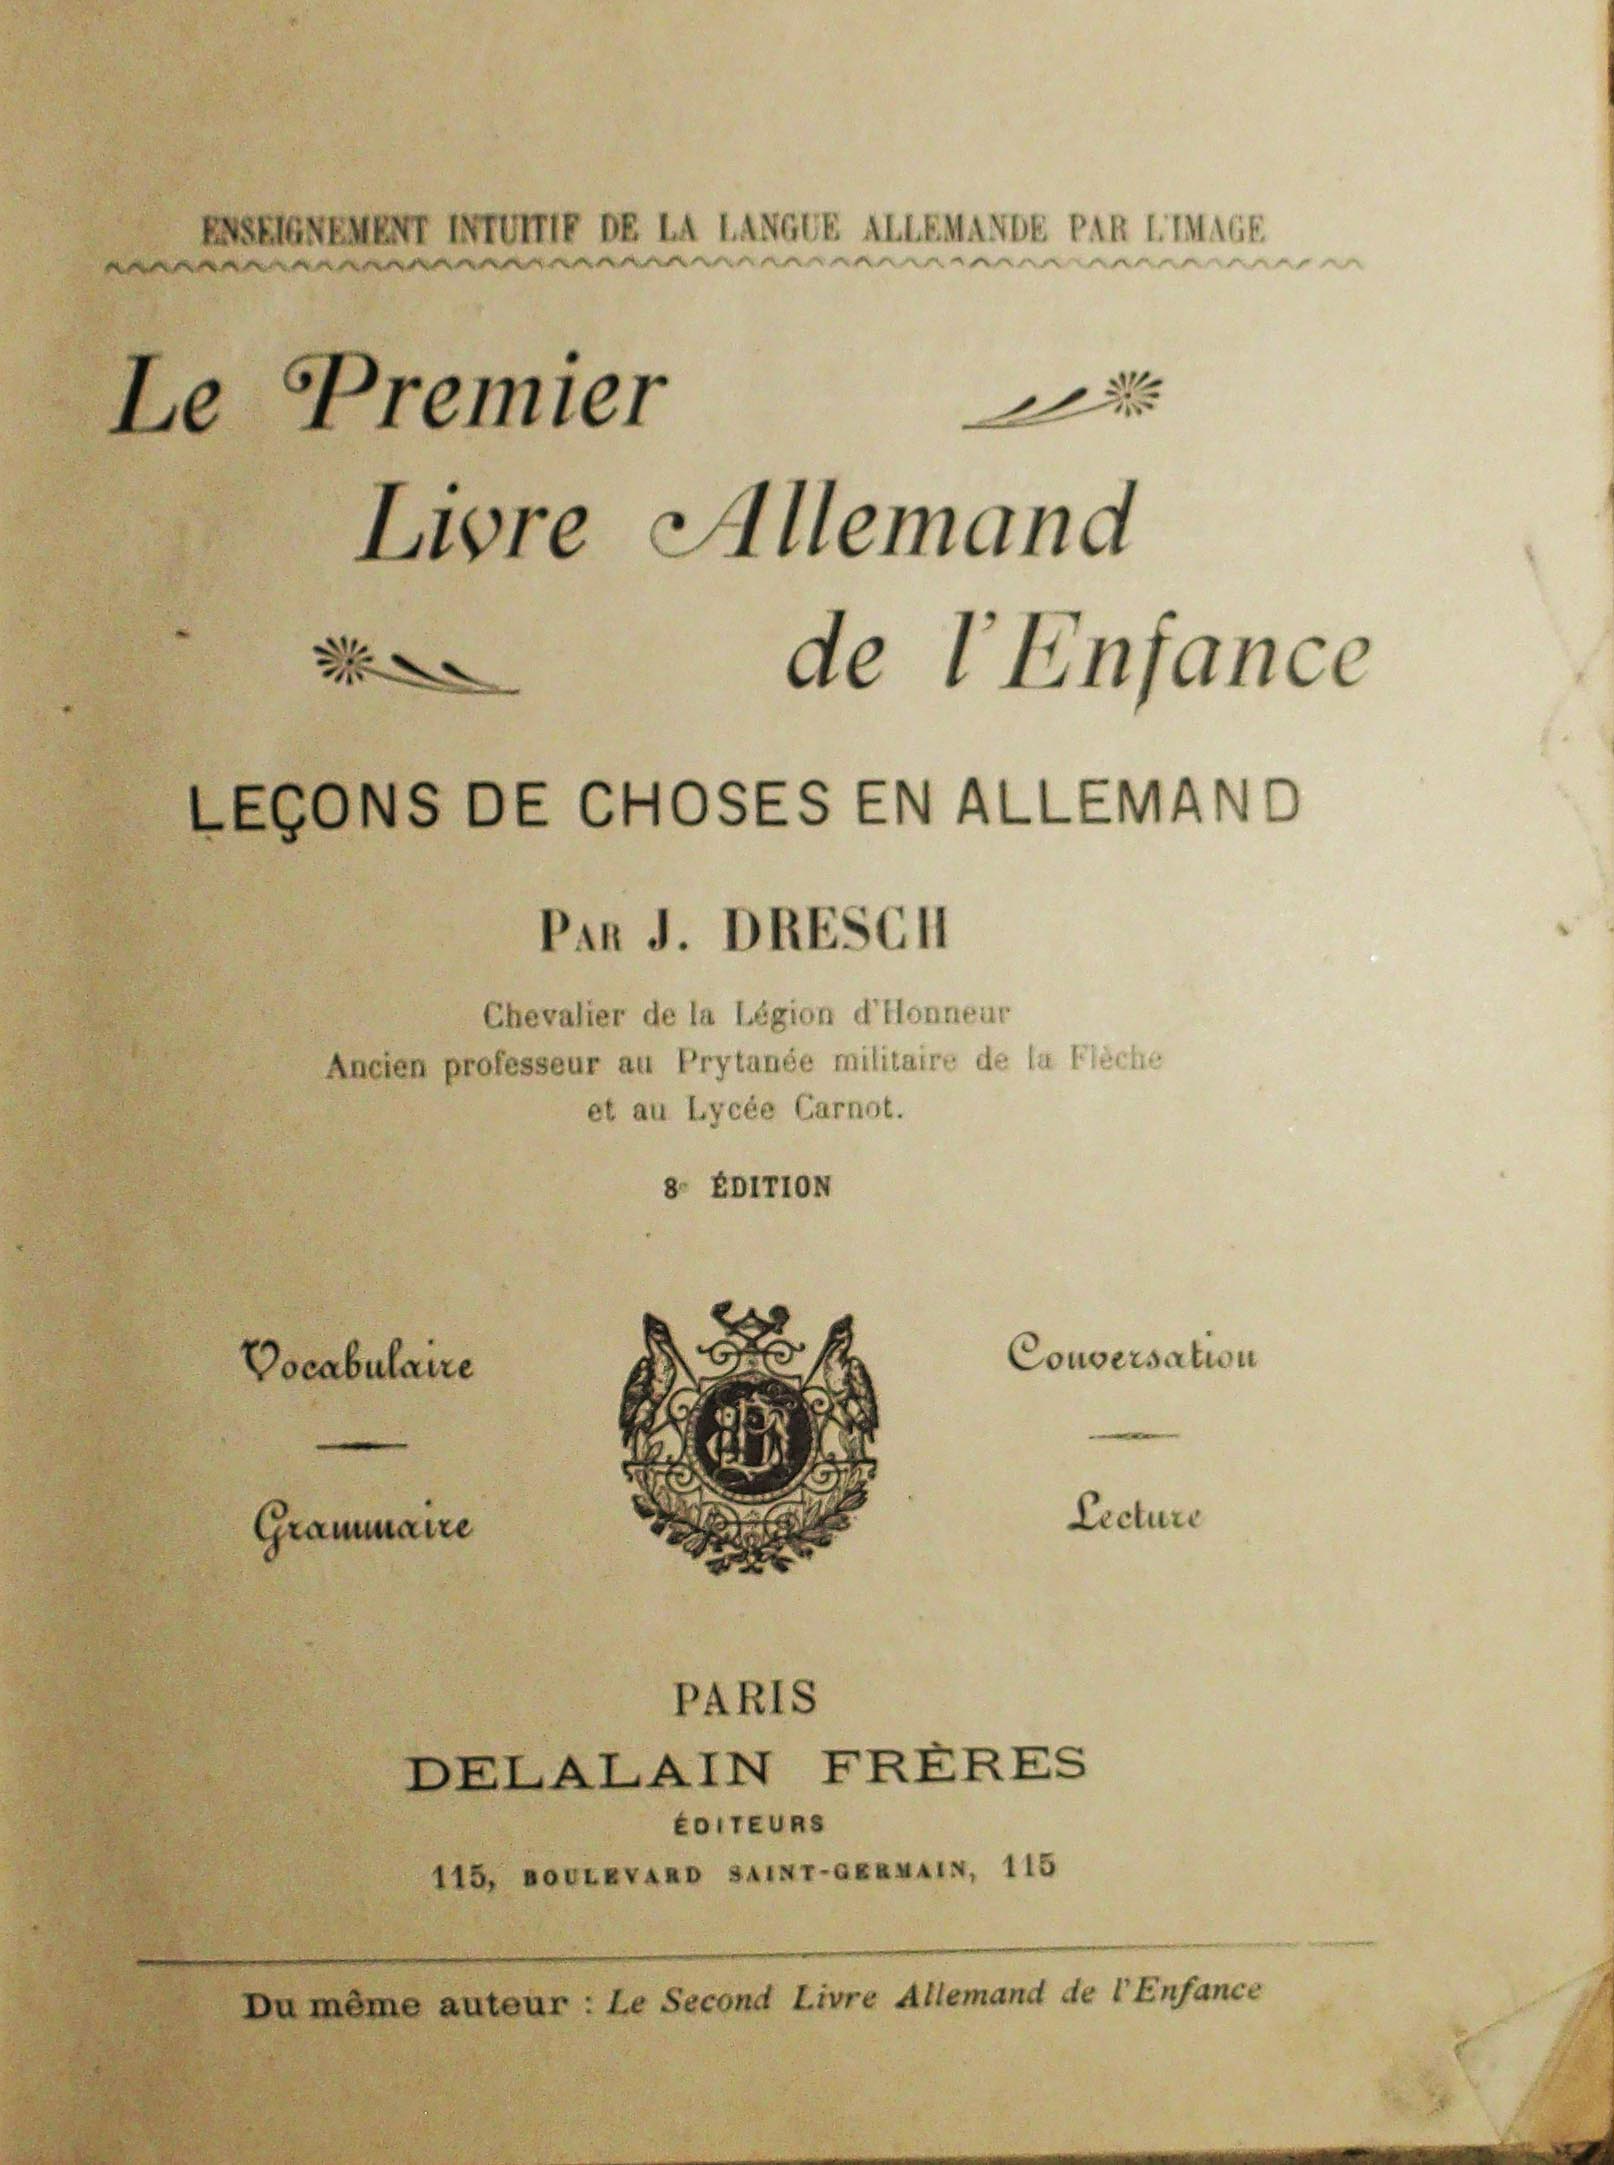 ENSEIGNEMENT INTUITIF DE LA LANGUE ALLEMANDE PAR L'IMAGE
Le Premier
Livre Allemand
de l'Enfance
LEÇONS DE CHOSES EN ALLEMAND
PAR J. DRESCH
Chevalier de la Légion d'Honneur
Ancien professeur au Prytanée militaire de la Flèche
et au Lycée Carnot.
8e ÉDITION
Vocabulaire
Conversation
Grammaire
Lecture
PARIS
DELALAIN FRÈRES
ÉDITEURS
115, BOULEVARD SAINT-GERMAIN, 115
Du même auteur : Le Second Livre Allemand de l'Enfance